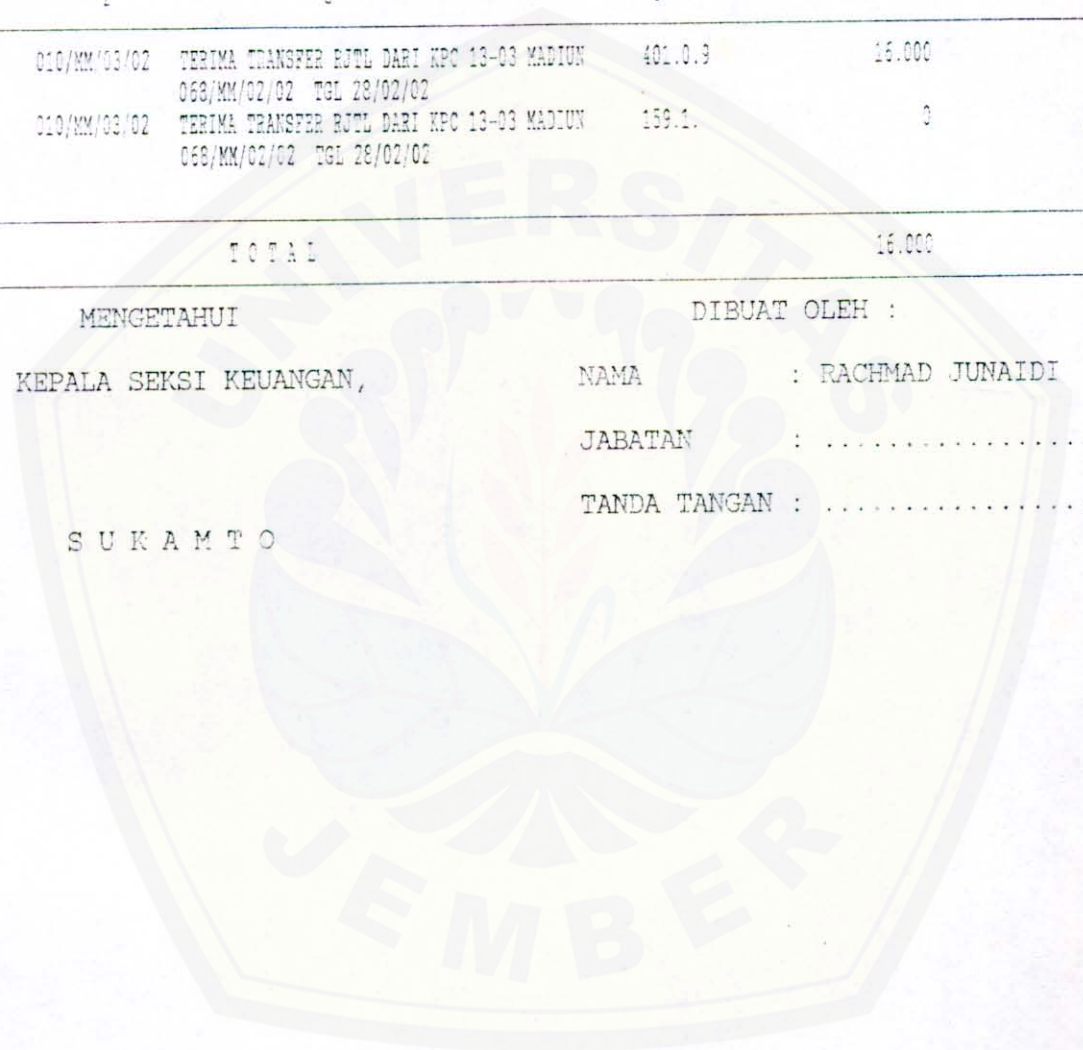 010/MM/03/02 TERIMA TRANSFER RJTL DARI KPC 13-03 MADIUN 401.0.9 16.000
068/MM/02/02 TGL 28/02/02
010/MM/03/02 TERIMA TRANSFER RJTL DARI KPC 13-03 MADIUN 159.1. 0
068/MM/02/02 TGL 28/02/02
T O T A L 16.000
MENGETAHUI DIBUAT OLEH :
KEPALA SEKSI KEUANGAN, NAMA : RACHMAD JUNAIDI
JABATAN : ................
TANDA TANGAN : ................
S U K A M T O
UNIVERSITAS
JEMBER